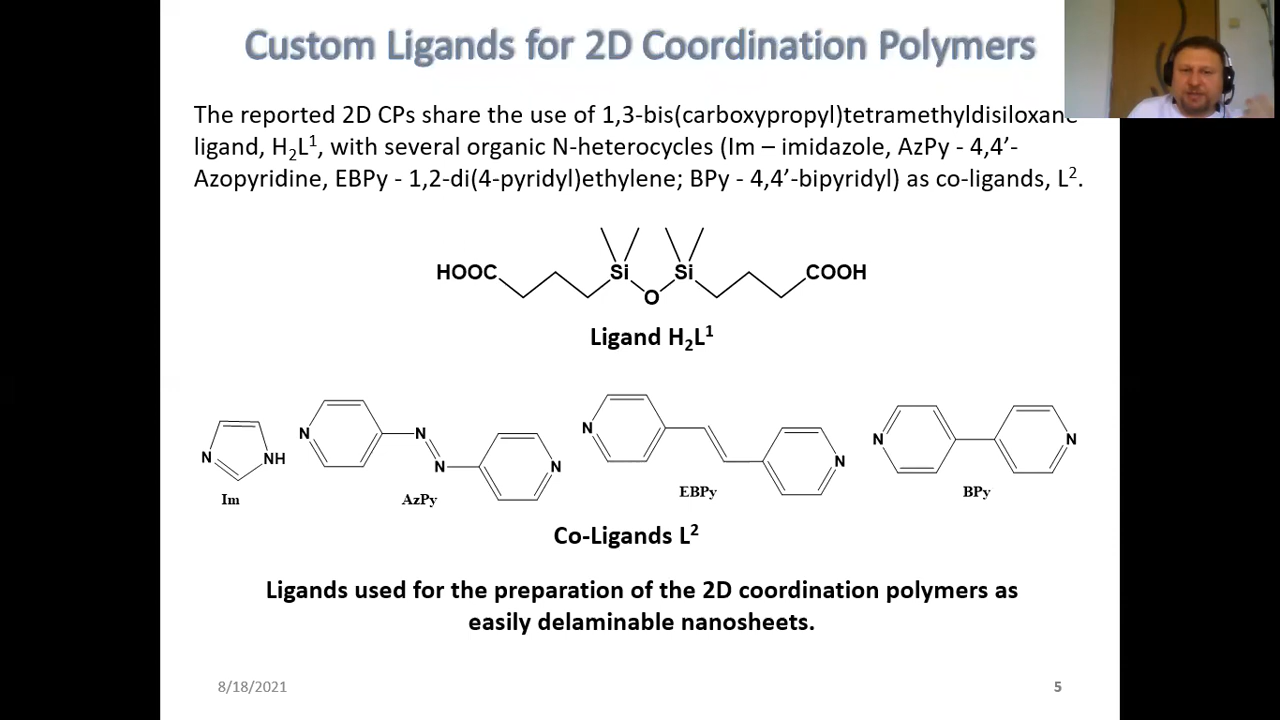 Custom Ligands for 2D Coordination Polymers
The reported 2D CPs share the use of 1,3-bis(carboxypropyl)tetramethyldisiloxane
ligand, H₂L¹, with several organic N-heterocycles (Im – imidazole, AzPy - 4,4’-
Azopyridine, EBPy - 1,2-di(4-pyridyl)ethylene; BPy - 4,4’-bipyridyl) as co-ligands, L².
HOOC Si O Si COOH
Ligand H₂L¹
N NH N N N N N N N N
Im AzPy EBPy BPy
Co-Ligands L²
Ligands used for the preparation of the 2D coordination polymers as
easily delaminable nanosheets.
8/18/2021 5